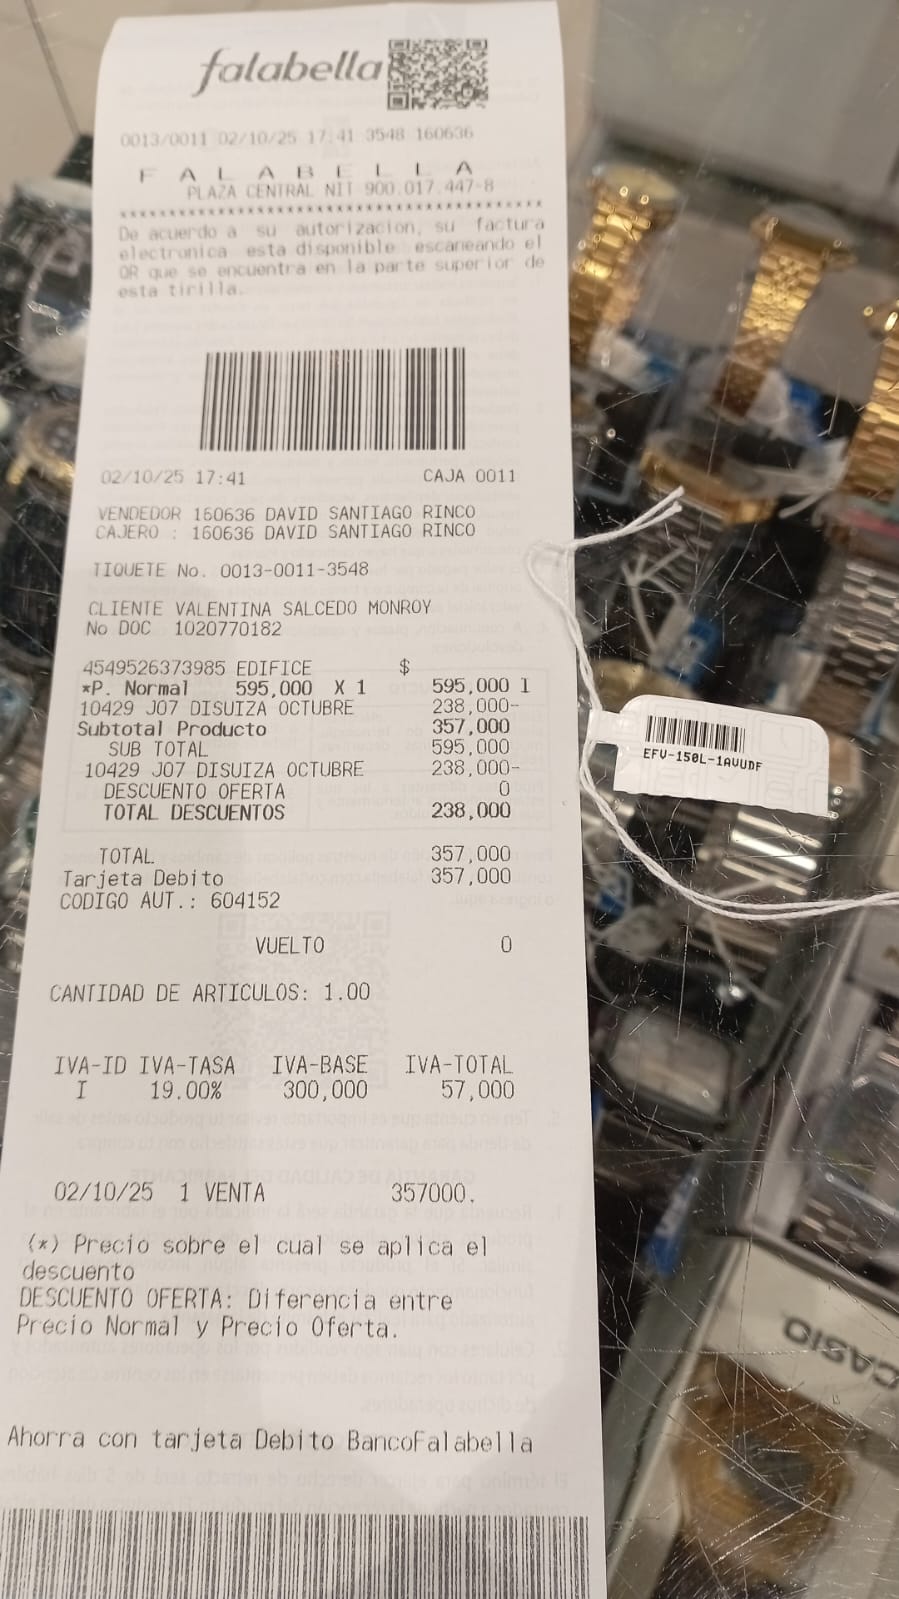 falabella
0013/0011 02/10/25 17:41 3548 160636
F A L A B E L L A
PLAZA CENTRAL NIT 900.017.447-8
****************************************
De acuerdo a su autorizacion, su factura
electronica esta disponible escaneando el
QR que se encuentra en la parte superior de
esta tirilla.
02/10/25 17:41 CAJA 0011
VENDEDOR 160636 DAVID SANTIAGO RINCO
CAJERO : 160636 DAVID SANTIAGO RINCO
TIQUETE No. 0013-0011-3548
CLIENTE VALENTINA SALCEDO MONROY
No DOC 1020770182
4549526373985 EDIFICE $
*P. Normal 595,000 X 1 595,000 I
10429 J07 DISUIZA OCTUBRE 238,000-
Subtotal Producto 357,000
SUB TOTAL 595,000
10429 J07 DISUIZA OCTUBRE 238,000-
DESCUENTO OFERTA 0
TOTAL DESCUENTOS 238,000
TOTAL 357,000
Tarjeta Debito 357,000
CODIGO AUT.: 604152
VUELTO 0
CANTIDAD DE ARTICULOS: 1.00
IVA-ID IVA-TASA IVA-BASE IVA-TOTAL
I 19.00% 300,000 57,000
02/10/25 1 VENTA 357000.
(*) Precio sobre el cual se aplica el
descuento
DESCUENTO OFERTA: Diferencia entre
Precio Normal y Precio Oferta.
Ahorra con tarjeta Debito BancoFalabella
EFV-150L-1AVUDF
CASIO